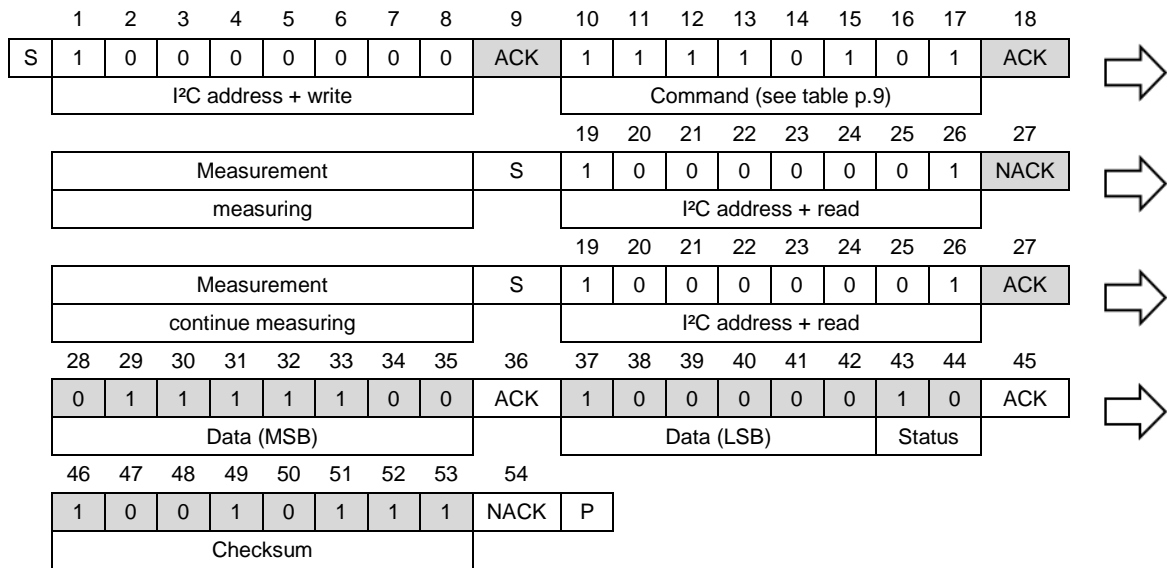 1 2 3 4 5 6 7 8 9 10 11 12 13 14 15 16 17 18
S 1 0 0 0 0 0 0 0 ACK 1 1 1 1 0 1 0 1 ACK
I²C address + write Command (see table p.9)
19 20 21 22 23 24 25 26 27
Measurement S 1 0 0 0 0 0 0 1 NACK
measuring I²C address + read
19 20 21 22 23 24 25 26 27
Measurement S 1 0 0 0 0 0 0 1 ACK
continue measuring I²C address + read
28 29 30 31 32 33 34 35 36 37 38 39 40 41 42 43 44 45
0 1 1 1 1 1 0 0 ACK 1 0 0 0 0 0 1 0 ACK
Data (MSB) Data (LSB) Status
46 47 48 49 50 51 52 53 54
1 0 0 1 0 1 1 1 NACK P
Checksum